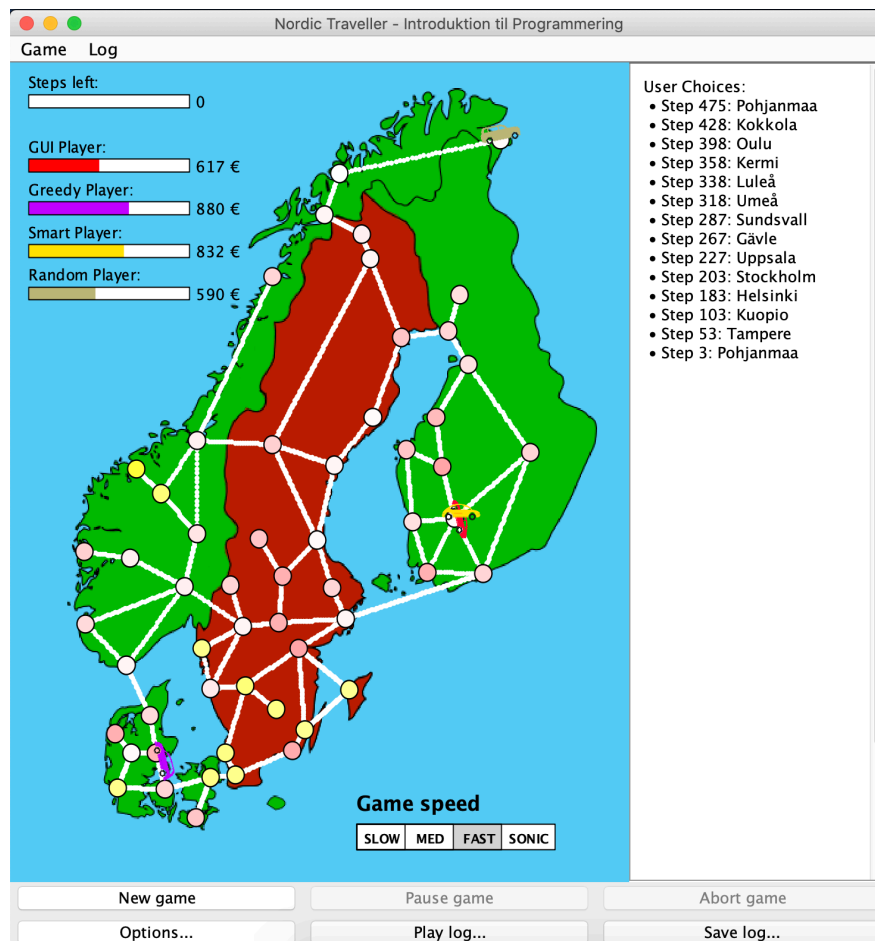 Nordic Traveller - Introduktion til Programmering
Game Log
Steps left:
0
GUI Player:
617 €
Greedy Player:
880 €
Smart Player:
832 €
Random Player:
590 €
User Choices:
• Step 475: Pohjanmaa
• Step 428: Kokkola
• Step 398: Oulu
• Step 358: Kermi
• Step 338: Luleå
• Step 318: Umeå
• Step 287: Sundsvall
• Step 267: Gävle
• Step 227: Uppsala
• Step 203: Stockholm
• Step 183: Helsinki
• Step 103: Kuopio
• Step 53: Tampere
• Step 3: Pohjanmaa
Game speed
SLOW MED FAST SONIC
New game Pause game Abort game
Options... Play log... Save log...